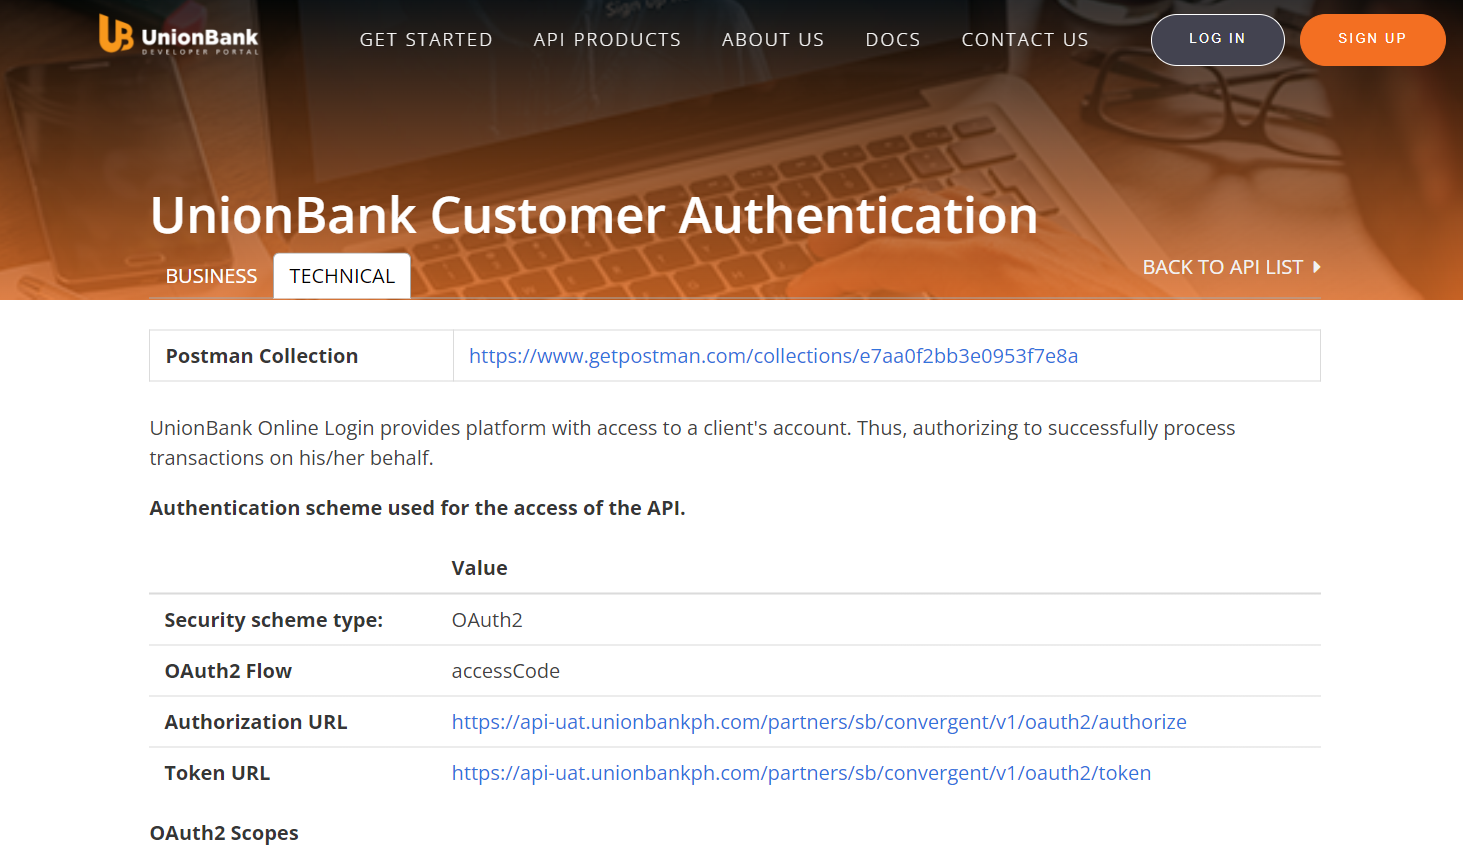 UB UnionBank
DEVELOPER PORTAL
GET STARTED API PRODUCTS ABOUT US DOCS CONTACT US LOG IN SIGN UP
Sign Up
UnionBank Customer Authentication
BUSINESS TECHNICAL BACK TO API LIST
Postman Collection https://www.getpostman.com/collections/e7aa0f2bb3e0953f7e8a
UnionBank Online Login provides platform with access to a client's account. Thus, authorizing to successfully process
transactions on his/her behalf.
Authentication scheme used for the access of the API.
Value
Security scheme type: OAuth2
OAuth2 Flow accessCode
Authorization URL https://api-uat.unionbankph.com/partners/sb/convergent/v1/oauth2/authorize
Token URL https://api-uat.unionbankph.com/partners/sb/convergent/v1/oauth2/token
OAuth2 Scopes